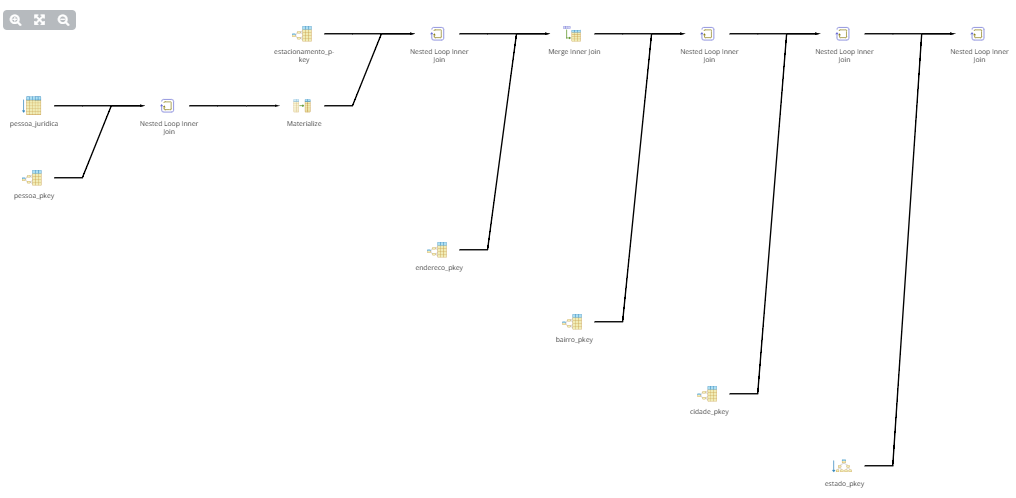 estacionamento_p-
key
Nested Loop Inner
Join
Merge Inner Join
Nested Loop Inner
Join
Nested Loop Inner
Join
Nested Loop Inner
Join
pessoa_juridica
Nested Loop Inner
Join
Materialize
pessoa_pkey
endereco_pkey
bairro_pkey
cidade_pkey
estado_pkey